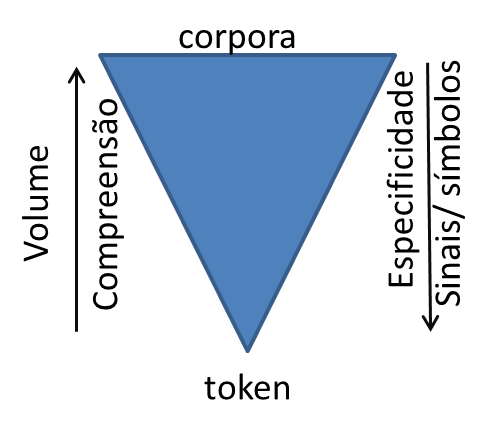 corpora
Volume
Compreensão
Especificidade
Sinais/ símbolos
token